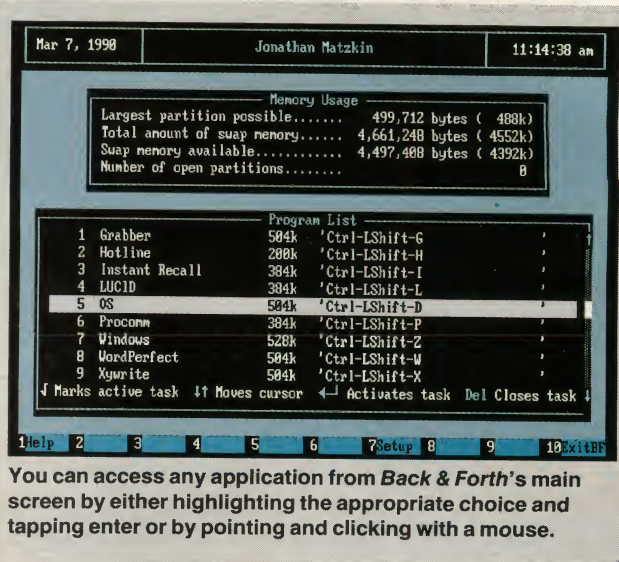 Mar 7, 1990 Jonathan Matzkin 11:14:38 am
Memory Usage
Largest partition possible....... 499,712 bytes ( 488k)
Total amount of swap memory...... 4,661,248 bytes ( 4552k)
Swap memory available............ 4,497,408 bytes ( 4392k)
Number of open partitions........ 0
Program List
1 Grabber 504k 'Ctrl-LShift-G '
2 Hotline 200k 'Ctrl-LShift-H '
3 Instant Recall 384k 'Ctrl-LShift-I '
4 LUCID 384k 'Ctrl-LShift-L '
5 OS 504k 'Ctrl-LShift-D '
6 Procomm 384k 'Ctrl-LShift-P '
7 Windows 528k 'Ctrl-LShift-Z '
8 WordPerfect 504k 'Ctrl-LShift-W '
9 Xywrite 504k 'Ctrl-LShift-X '
√ Marks active task ↓↑ Moves cursor ←┘ Activates task Del Closes task
1Help 2 3 4 5 6 7Setup 8 9 10ExitBF
You can access any application from Back & Forth's main
screen by either highlighting the appropriate choice and
tapping enter or by pointing and clicking with a mouse.